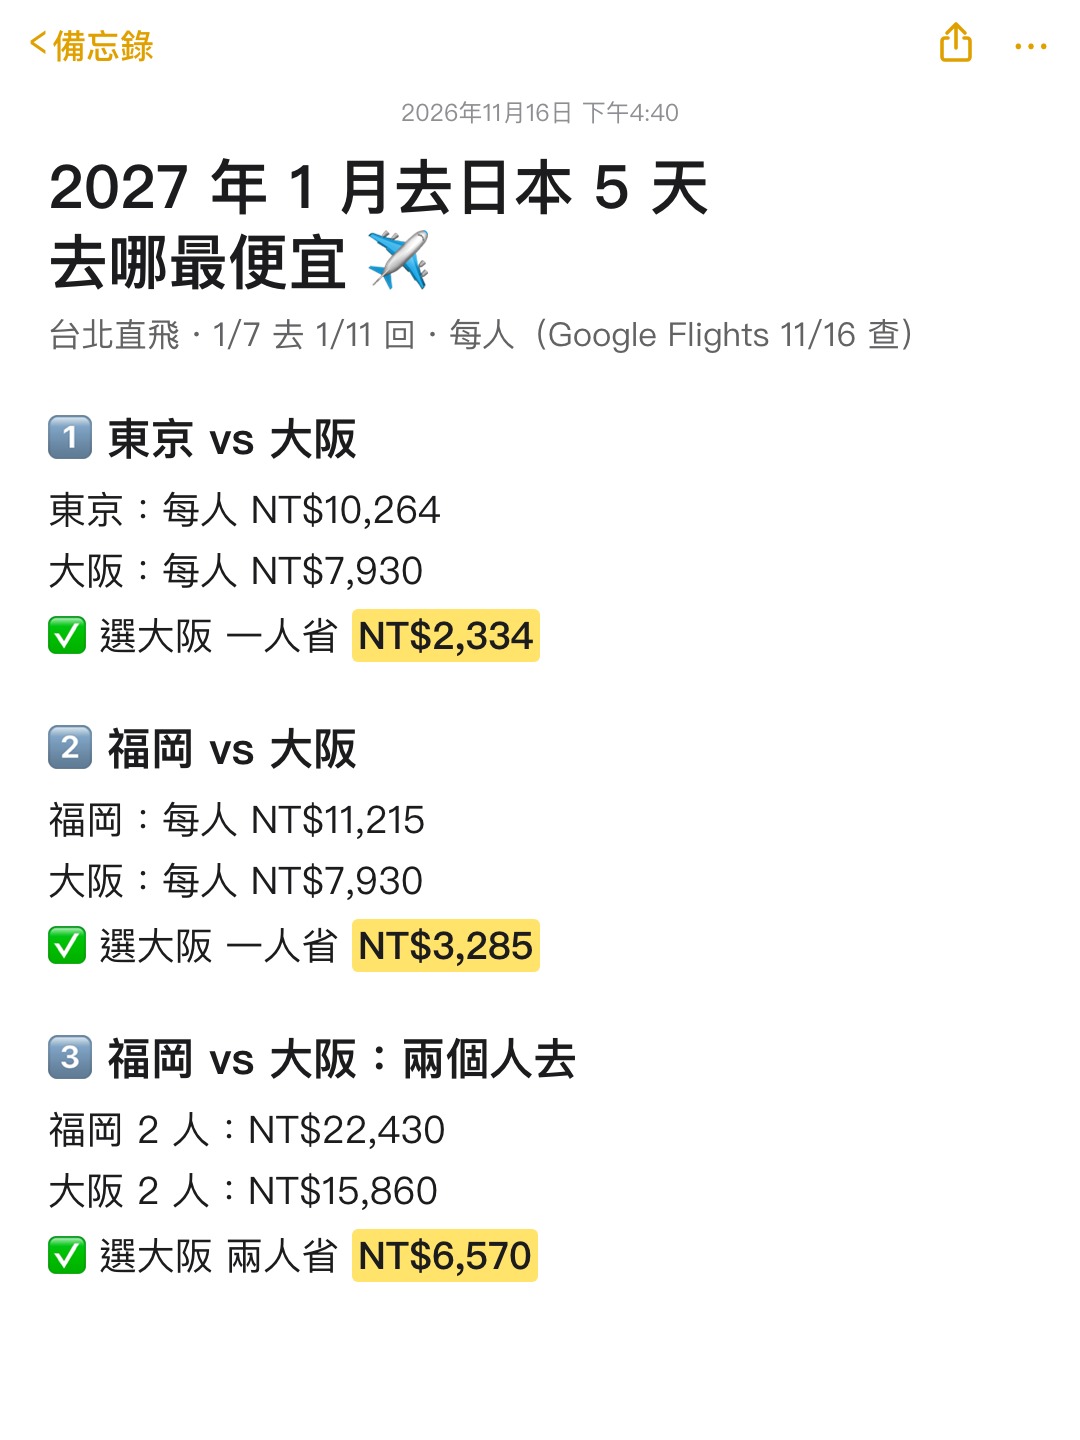 備忘錄
2026年11月16日 下午4:40
2027 年 1 月去日本 5 天
去哪最便宜 ✈️
台北直飛 · 1/7 去 1/11 回 · 每人（Google Flights 11/16 查）
1️⃣ 東京 vs 大阪
東京：每人 NT$10,264
大阪：每人 NT$7,930
✅ 選大阪 一人省 NT$2,334
2️⃣ 福岡 vs 大阪
福岡：每人 NT$11,215
大阪：每人 NT$7,930
✅ 選大阪 一人省 NT$3,285
3️⃣ 福岡 vs 大阪：兩個人去
福岡 2 人：NT$22,430
大阪 2 人：NT$15,860
✅ 選大阪 兩人省 NT$6,570